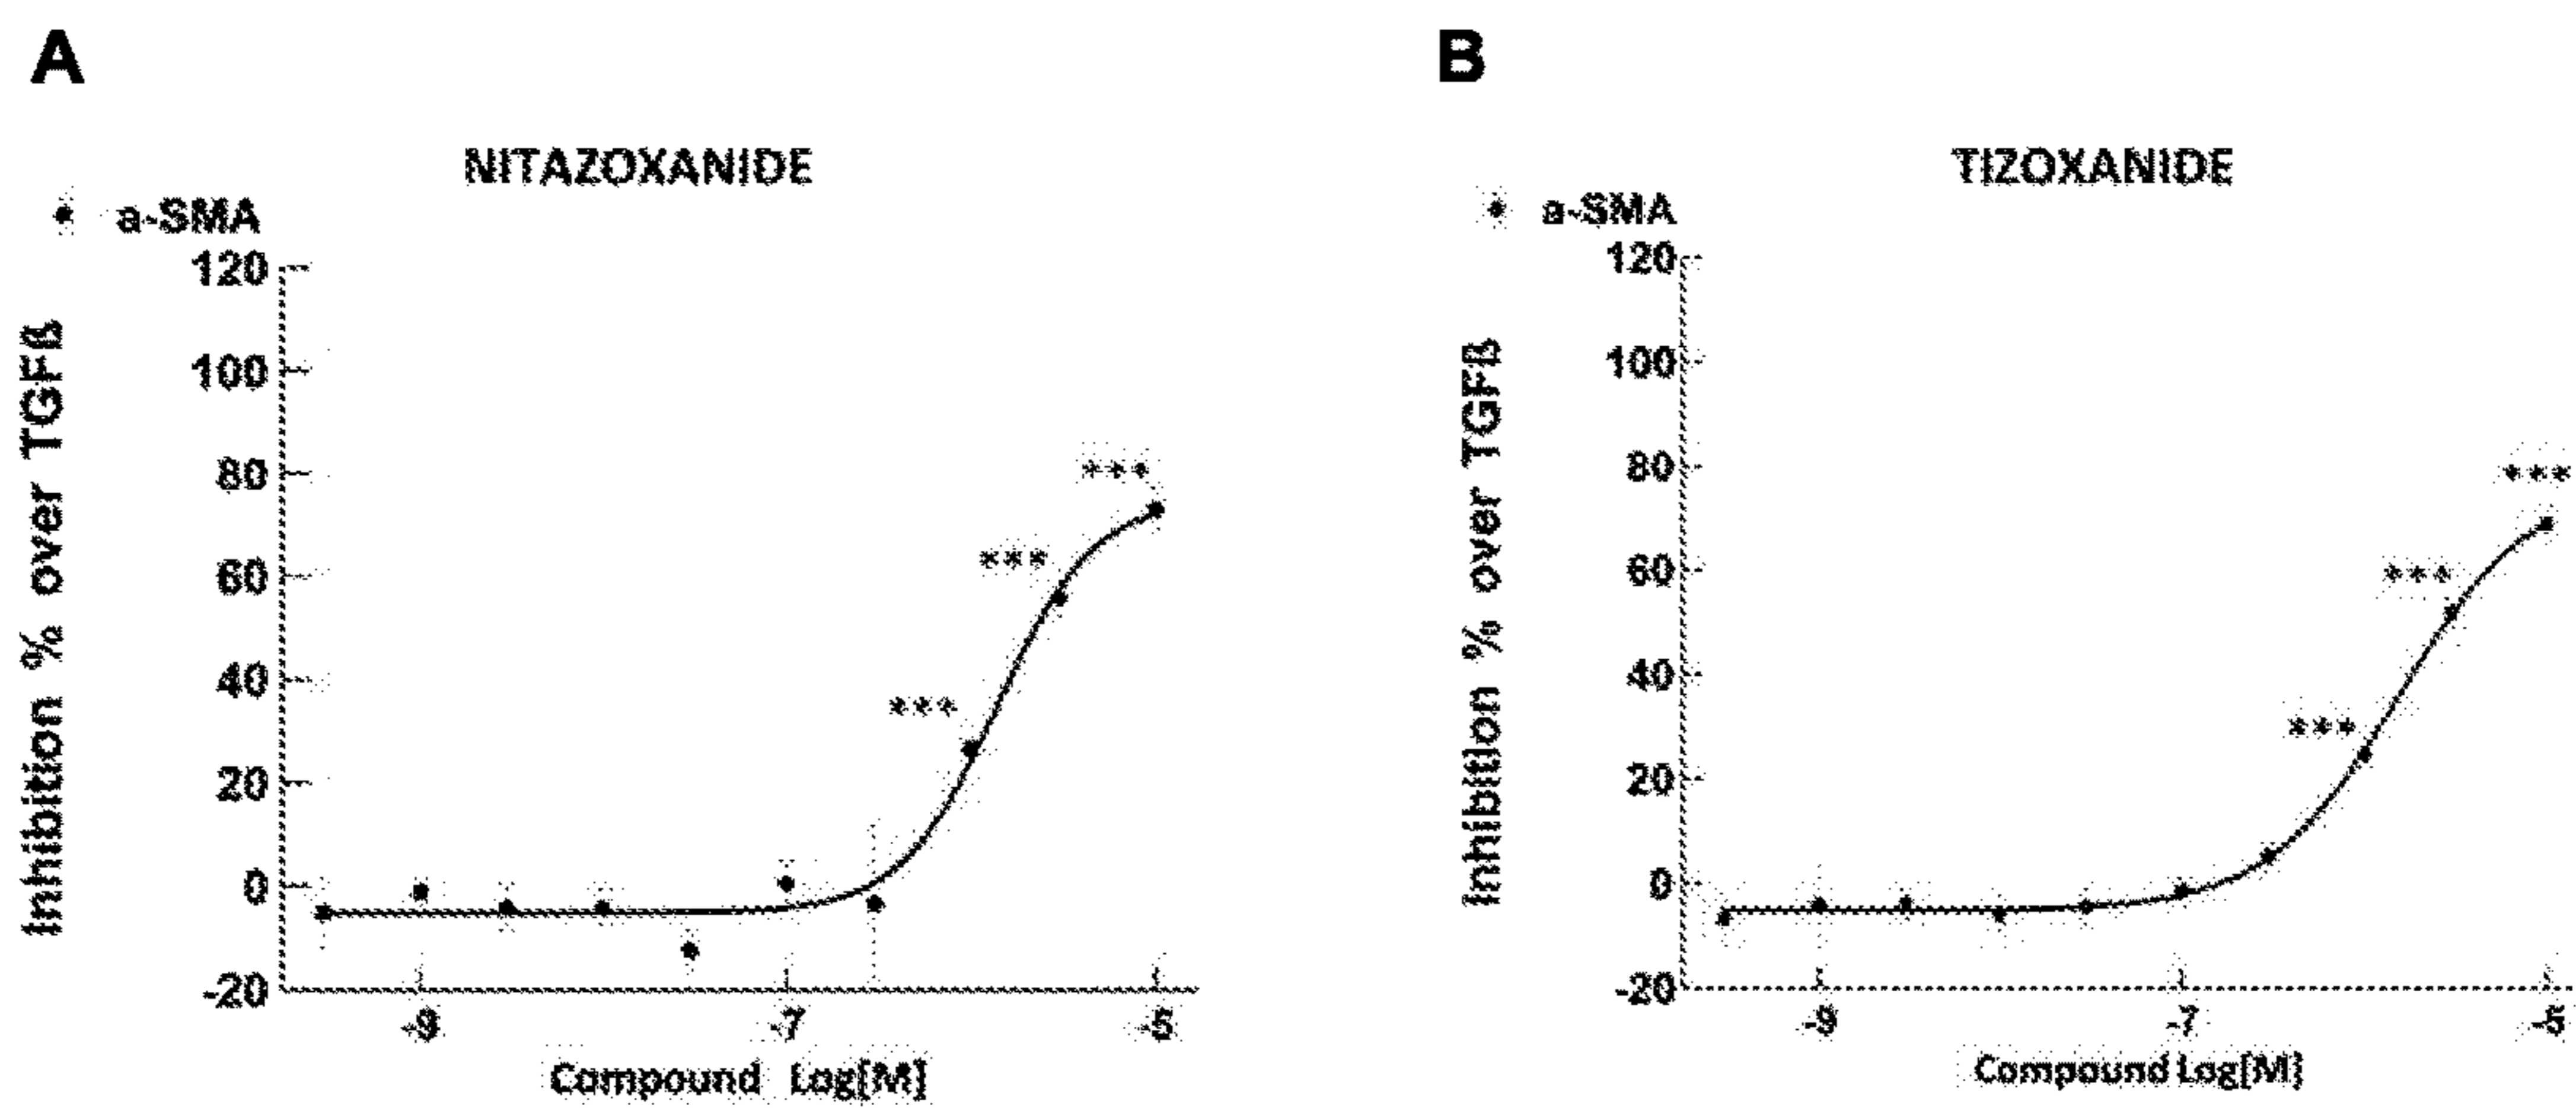 A
NITAZOXANIDE
a-SMA
120
100
80
60
40
20
0
-20
Inhibition % over TGFß
***
***
***
-9
-7
-5
Compound Log[M]
B
TIZOXANIDE
a-SMA
120
100
80
60
40
20
0
-20
Inhibition % over TGFß
***
***
***
-9
-7
-5
Compound Log[M]